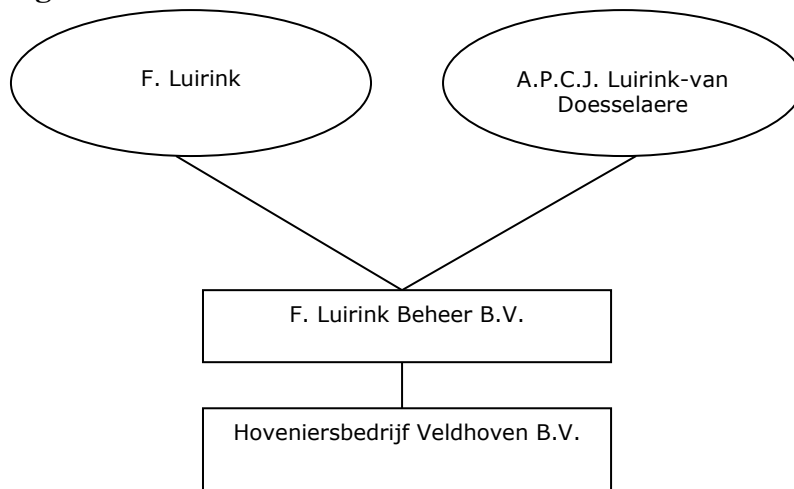 F. Luirink
A.P.C.J. Luirink-van
Doesselaere
F. Luirink Beheer B.V.
Hoveniersbedrijf Veldhoven B.V.